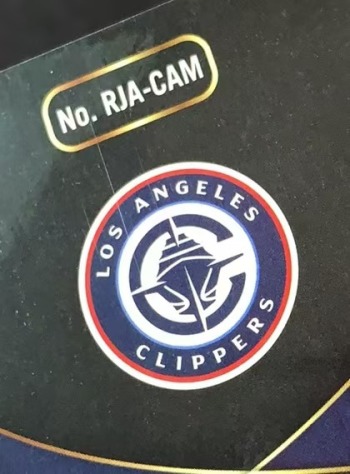 No. RJA-CAM
LOS ANGELES
CLIPPERS